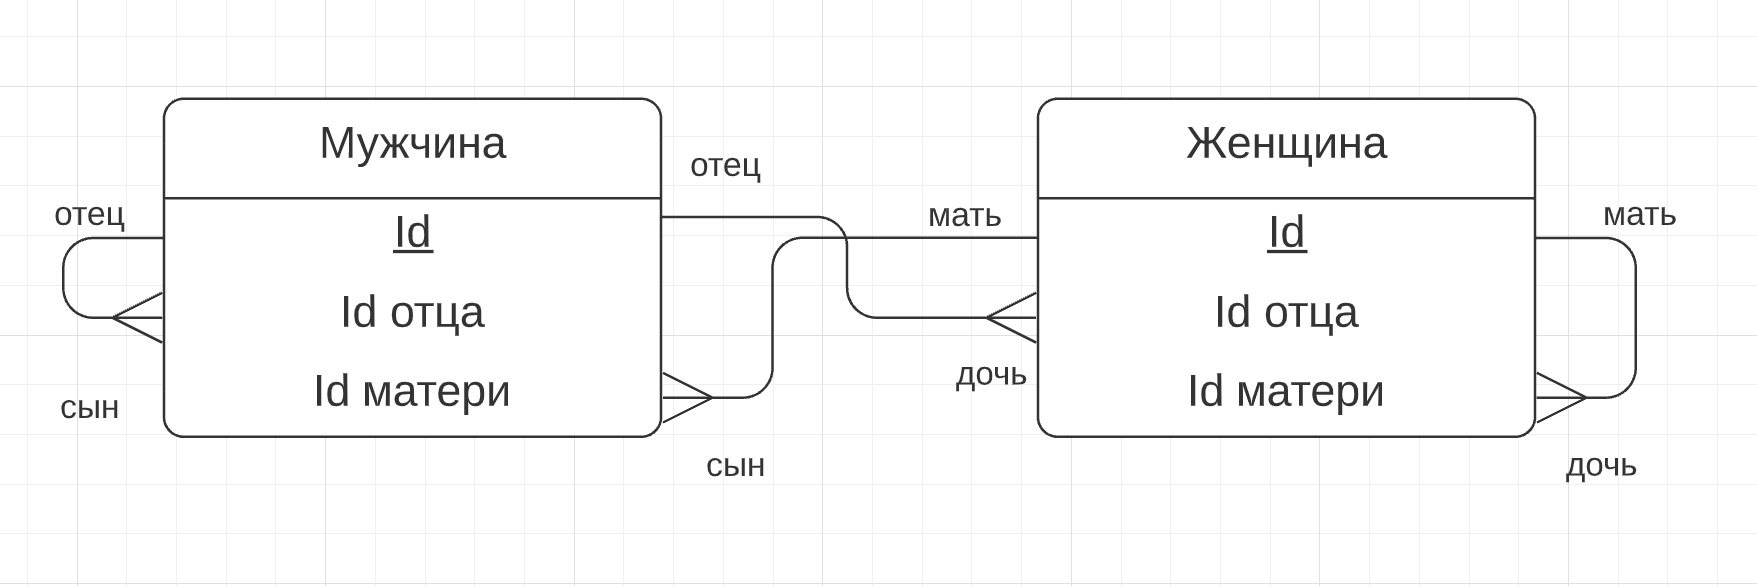 Мужчина
Женщина
отец
отец
мать
мать
Id
Id
Id отца
Id отца
дочь
Id матери
Id матери
сын
сын
дочь